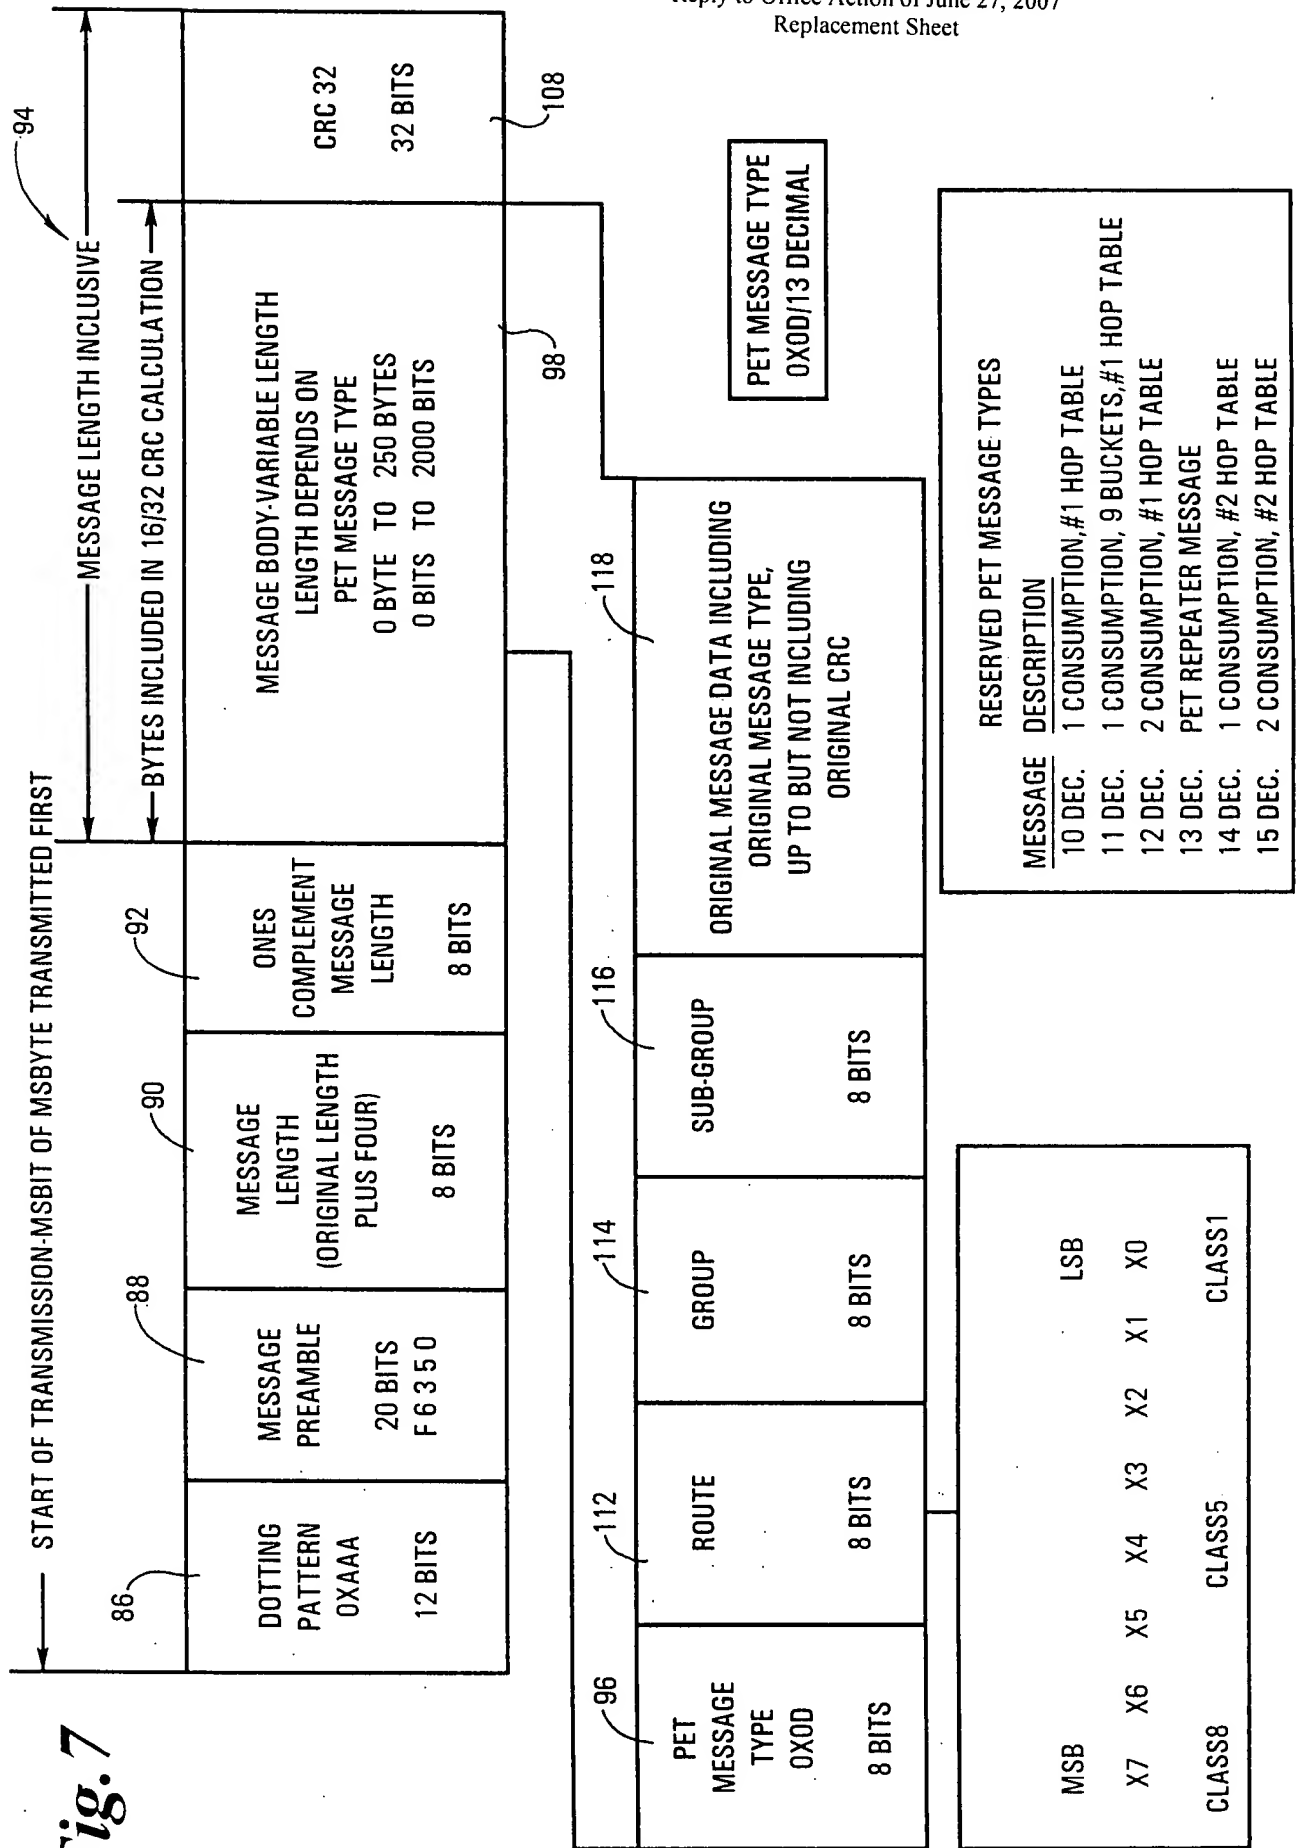 Reply to Office Action of June 27, 2007
Replacement Sheet
Fig. 7
START OF TRANSMISSION-MSBIT OF MSBYTE TRANSMITTED FIRST
94
MESSAGE LENGTH INCLUSIVE
BYTES INCLUDED IN 16/32 CRC CALCULATION
86
DOTTING
PATTERN
0XAAA
12 BITS
88
MESSAGE
PREAMBLE
20 BITS
F 6 3 5 0
90
MESSAGE
LENGTH
(ORIGINAL LENGTH
PLUS FOUR)
8 BITS
92
ONES
COMPLEMENT
MESSAGE
LENGTH
8 BITS
MESSAGE BODY-VARIABLE LENGTH
LENGTH DEPENDS ON
PET MESSAGE TYPE
0 BYTE TO 250 BYTES
0 BITS TO 2000 BITS
98
CRC 32
32 BITS
108
96
PET
MESSAGE
TYPE
0X0D
8 BITS
112
ROUTE
8 BITS
114
GROUP
8 BITS
116
SUB-GROUP
8 BITS
118
ORIGINAL MESSAGE DATA INCLUDING
ORIGINAL MESSAGE TYPE,
UP TO BUT NOT INCLUDING
ORIGINAL CRC
PET MESSAGE TYPE
0X0D/13 DECIMAL
MSB LSB
X7 X6 X5 X4 X3 X2 X1 X0
CLASS8 CLASS5 CLASS1
RESERVED PET MESSAGE TYPES
MESSAGE DESCRIPTION
10 DEC. 1 CONSUMPTION,#1 HOP TABLE
11 DEC. 1 CONSUMPTION, 9 BUCKETS,#1 HOP TABLE
12 DEC. 2 CONSUMPTION, #1 HOP TABLE
13 DEC. PET REPEATER MESSAGE
14 DEC. 1 CONSUMPTION, #2 HOP TABLE
15 DEC. 2 CONSUMPTION, #2 HOP TABLE